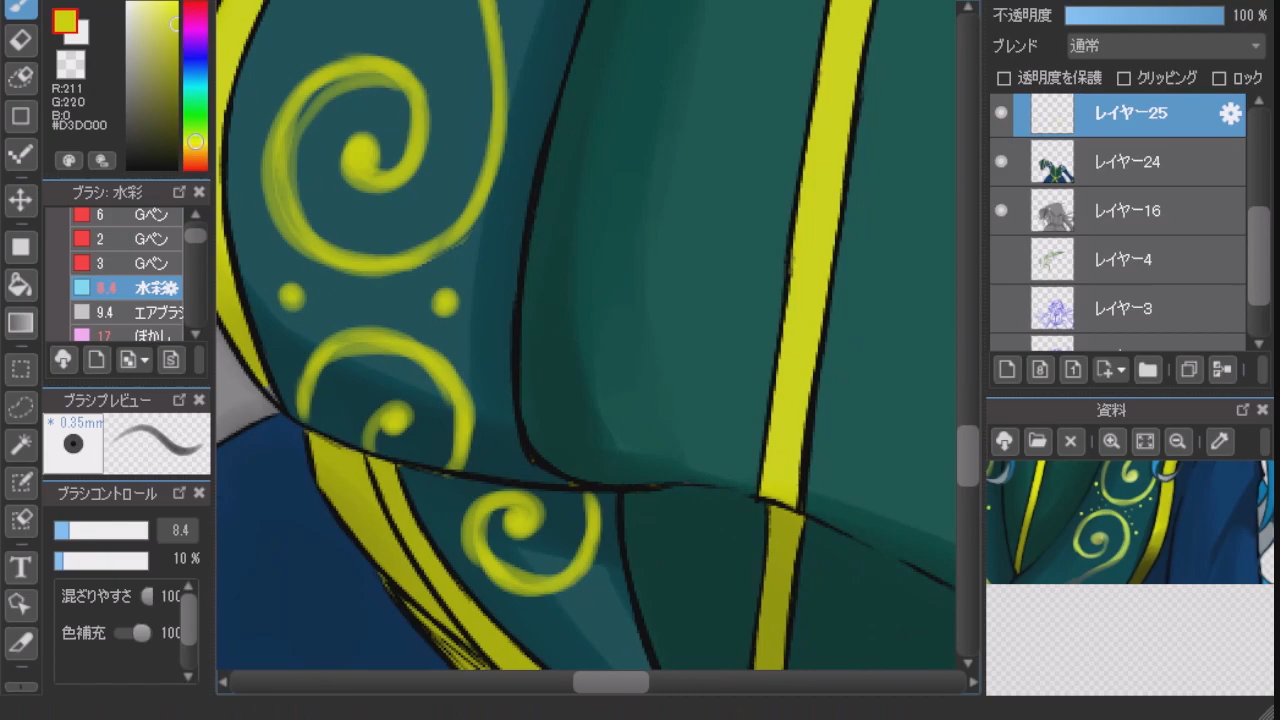 R:211
G:220
B:0
#D3DC00
ブラシ: 水彩
6 Gペン
2 Gペン
3 Gペン
8.4 水彩
9.4 エアブラシ
17 ぼかし
ブラシプレビュー
* 0.35mm
ブラシコントロール
8.4
10 %
混ざりやすさ 100
色補充 100
不透明度 100 %
ブレンド 通常
透明度を保護 クリッピング ロック
レイヤー25
レイヤー24
レイヤー16
レイヤー4
レイヤー3
資料